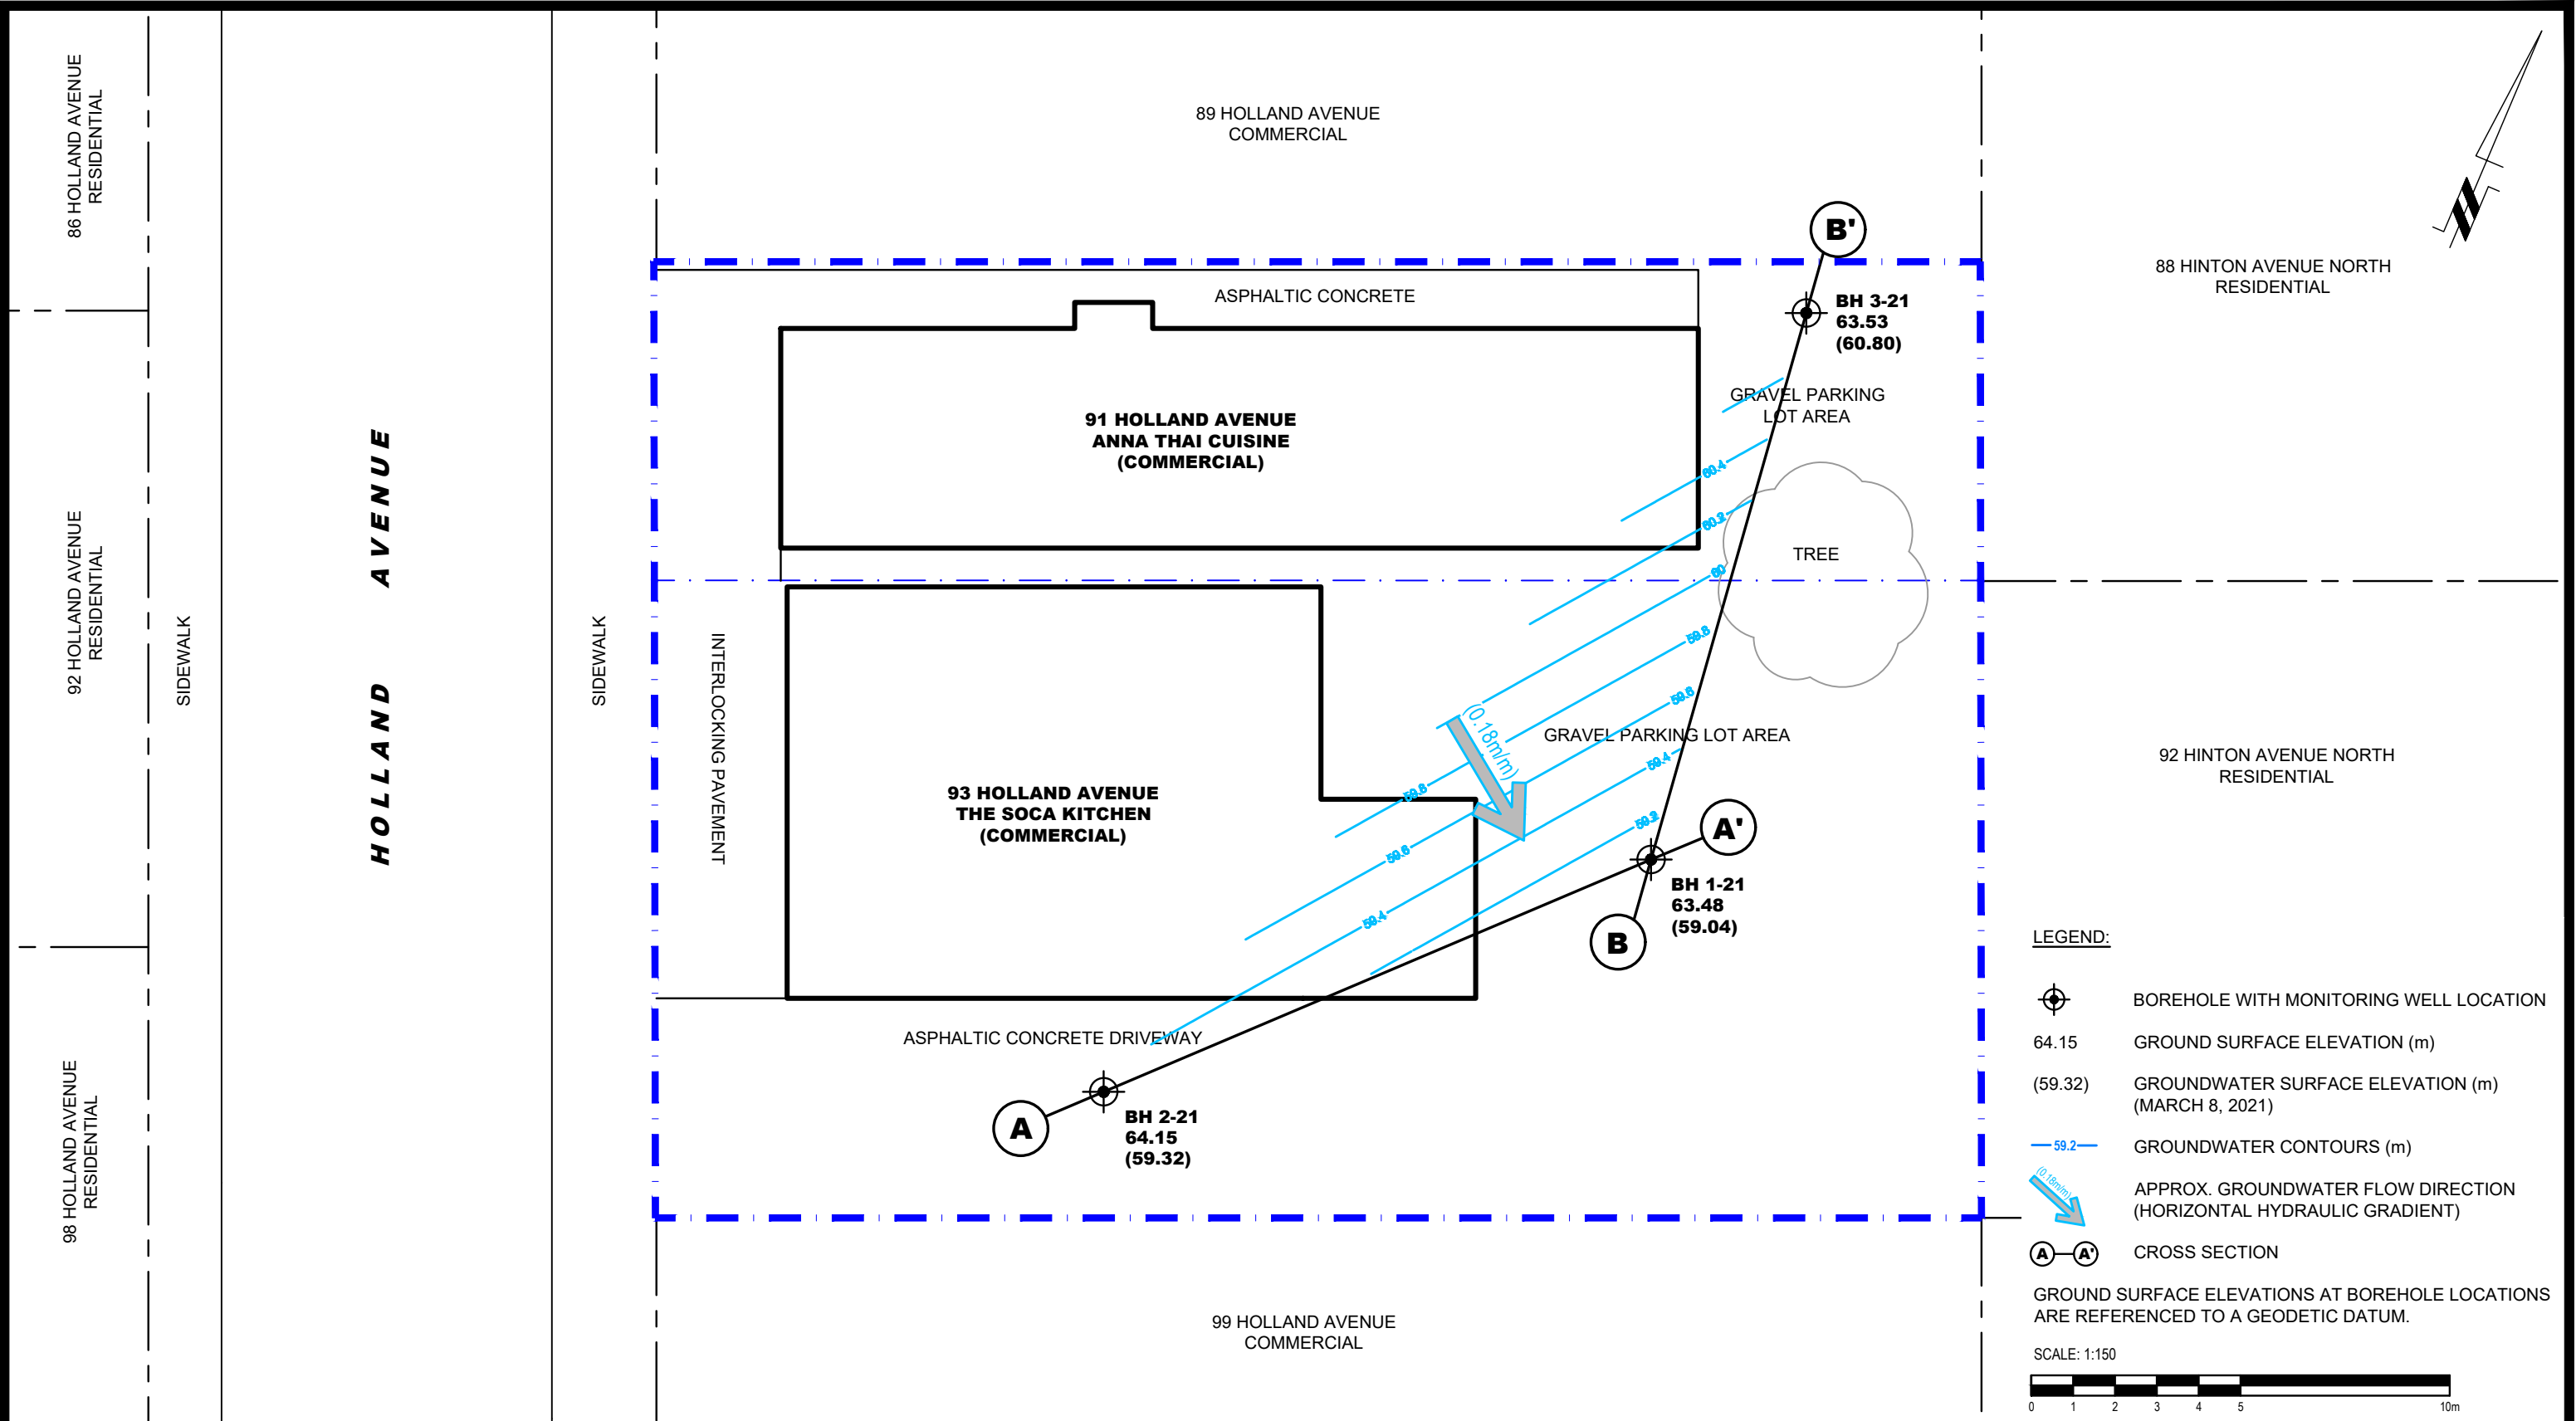 86 HOLLAND AVENUE
RESIDENTIAL
92 HOLLAND AVENUE
RESIDENTIAL
98 HOLLAND AVENUE
RESIDENTIAL
SIDEWALK
HOLLAND AVENUE
SIDEWALK
INTERLOCKING PAVEMENT
89 HOLLAND AVENUE
COMMERCIAL
ASPHALTIC CONCRETE
91 HOLLAND AVENUE
ANNA THAI CUISINE
(COMMERCIAL)
93 HOLLAND AVENUE
THE SOCA KITCHEN
(COMMERCIAL)
ASPHALTIC CONCRETE DRIVEWAY
A
BH 2-21
64.15
(59.32)
B'
BH 3-21
63.53
(60.80)
GRAVEL PARKING
LOT AREA
60.4
60.2
TREE
60
59.8
59.6
(0.18m/m)
GRAVEL PARKING LOT AREA
59.4
59.8
59.2
59.6
59.4
A'
BH 1-21
63.48
(59.04)
B
99 HOLLAND AVENUE
COMMERCIAL
88 HINTON AVENUE NORTH
RESIDENTIAL
92 HINTON AVENUE NORTH
RESIDENTIAL
LEGEND:
BOREHOLE WITH MONITORING WELL LOCATION
64.15 GROUND SURFACE ELEVATION (m)
(59.32) GROUNDWATER SURFACE ELEVATION (m)
(MARCH 8, 2021)
59.2 GROUNDWATER CONTOURS (m)
(0.18m/m)
APPROX. GROUNDWATER FLOW DIRECTION
(HORIZONTAL HYDRAULIC GRADIENT)
A A' CROSS SECTION
GROUND SURFACE ELEVATIONS AT BOREHOLE LOCATIONS
ARE REFERENCED TO A GEODETIC DATUM.
SCALE: 1:150
0 1 2 3 4 5 10m